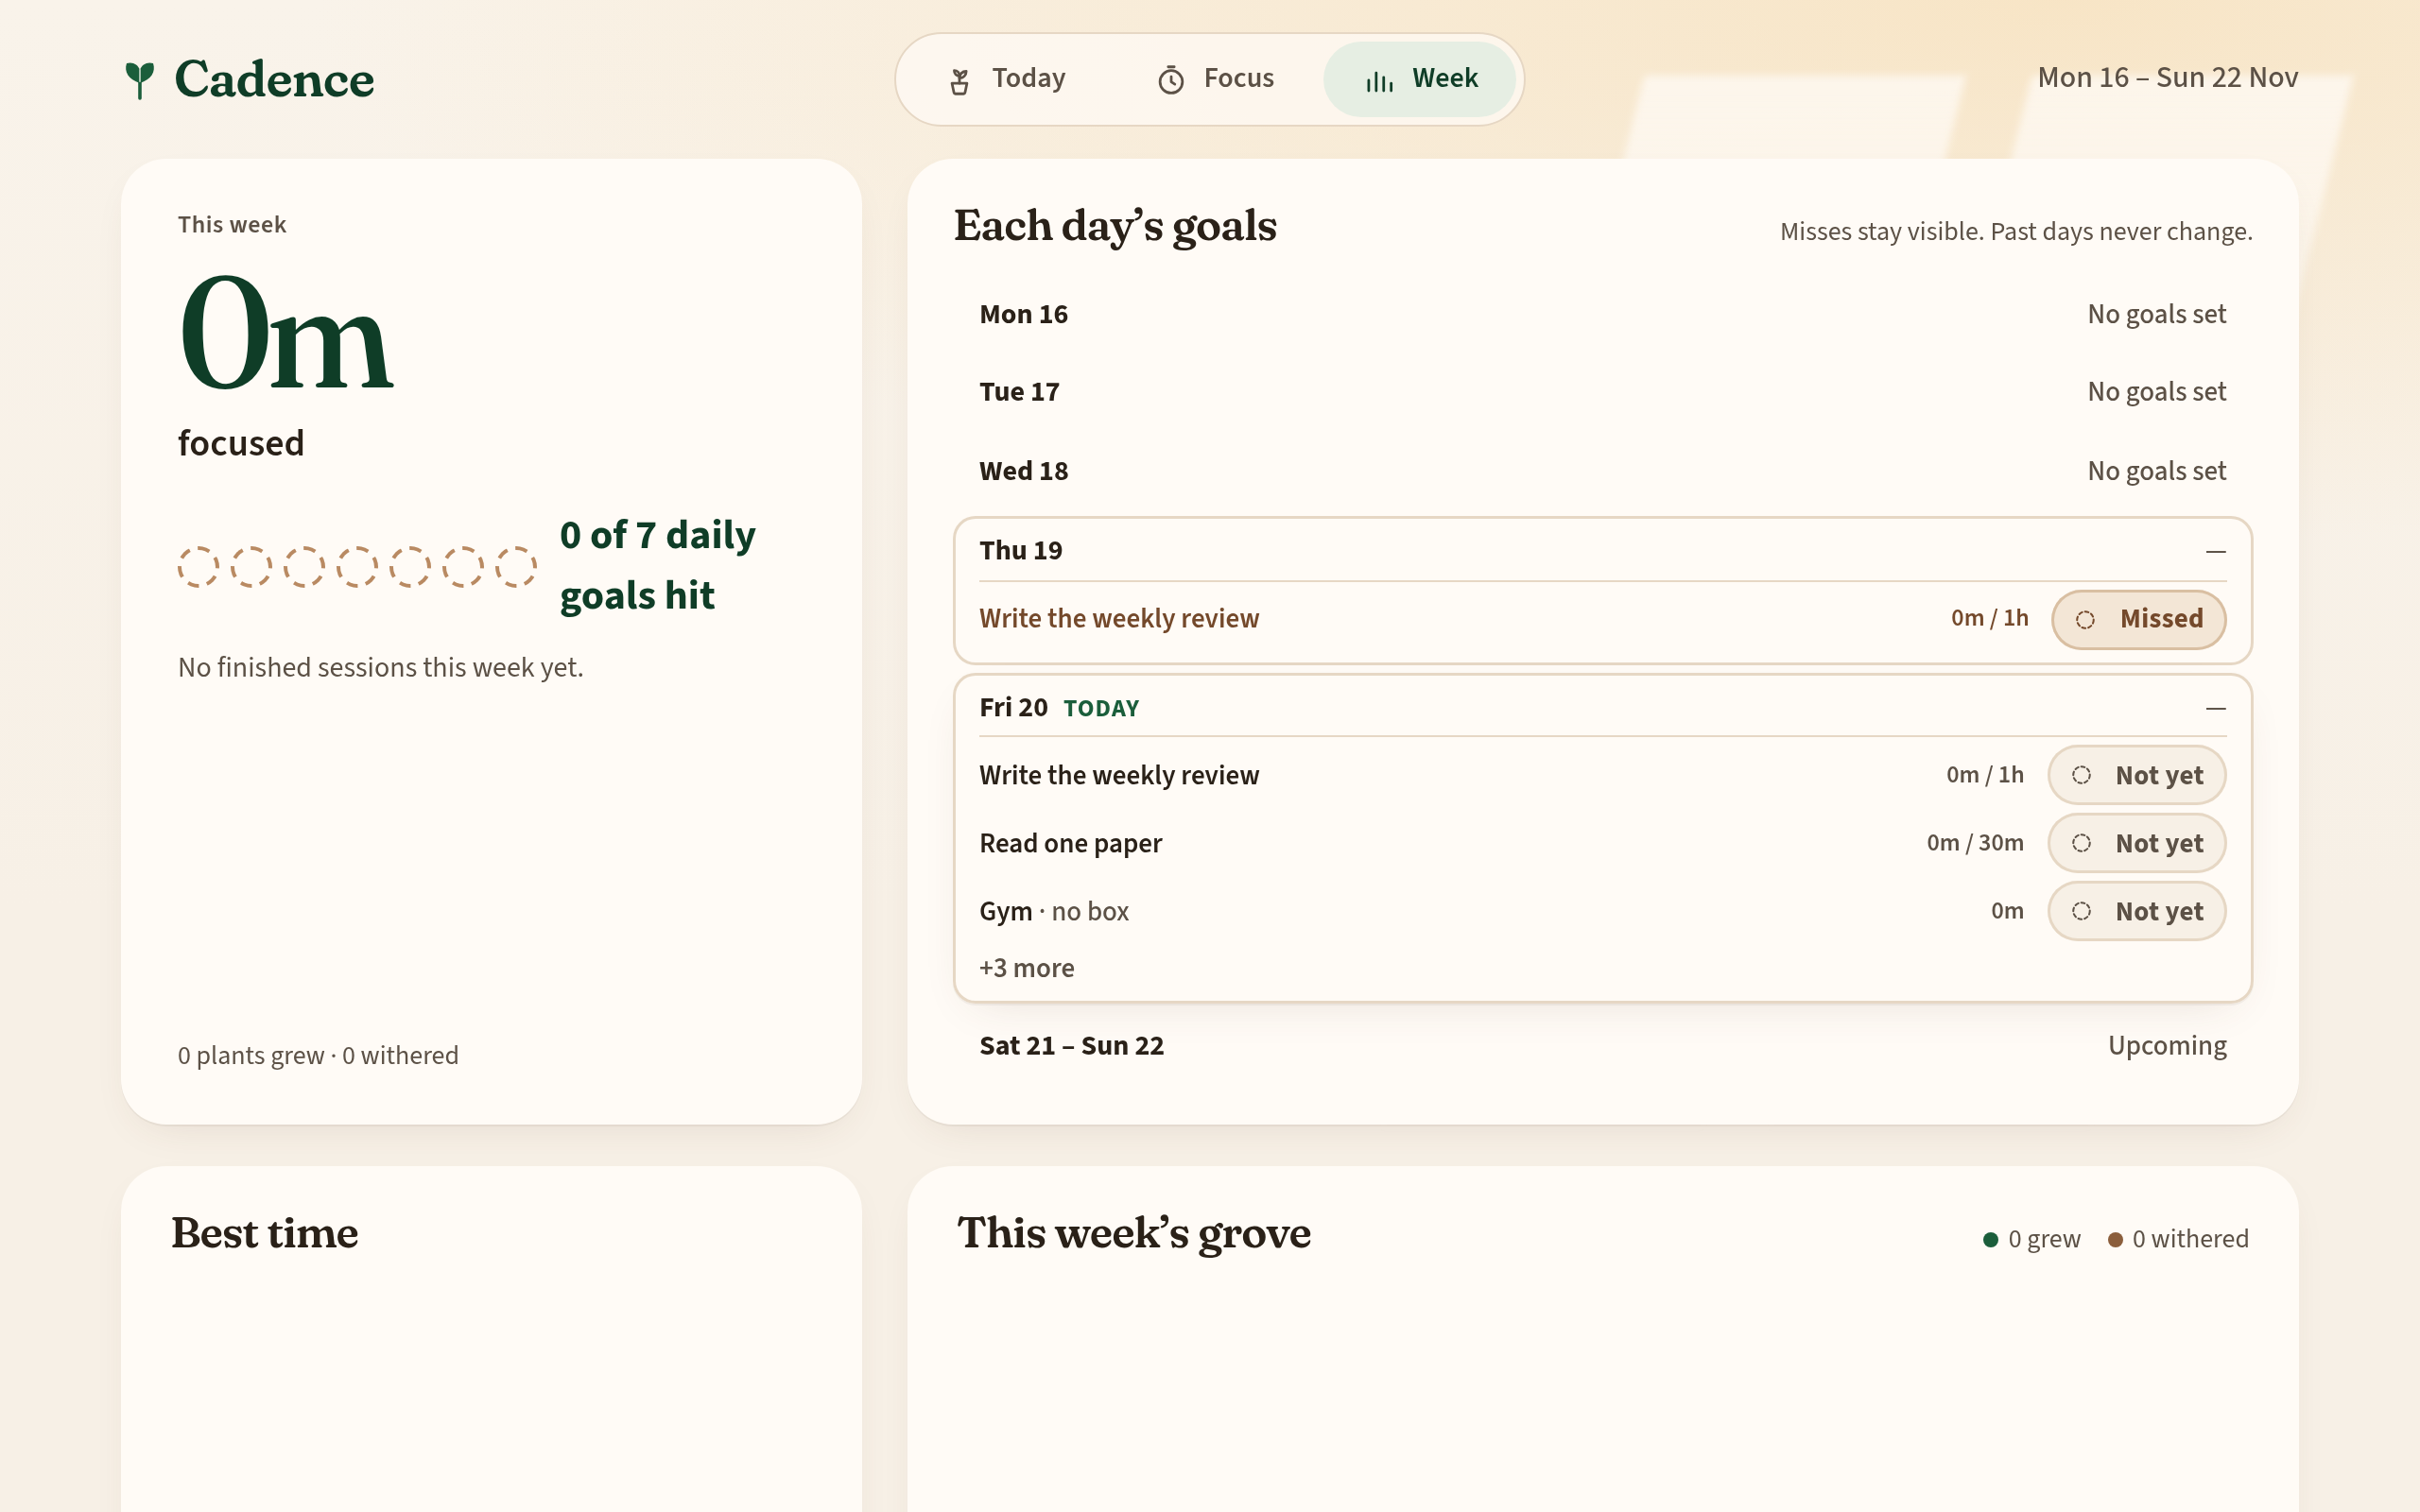 Cadence
Today
Focus
Week
Mon 16 – Sun 22 Nov
This week
0m
focused
0 of 7 daily
goals hit
No finished sessions this week yet.
0 plants grew · 0 withered
Each day’s goals
Misses stay visible. Past days never change.
Mon 16 No goals set
Tue 17 No goals set
Wed 18 No goals set
Thu 19 —
Write the weekly review 0m / 1h Missed
Fri 20 TODAY —
Write the weekly review 0m / 1h Not yet
Read one paper 0m / 30m Not yet
Gym · no box 0m Not yet
+3 more
Sat 21 – Sun 22 Upcoming
Best time
This week’s grove
0 grew 0 withered